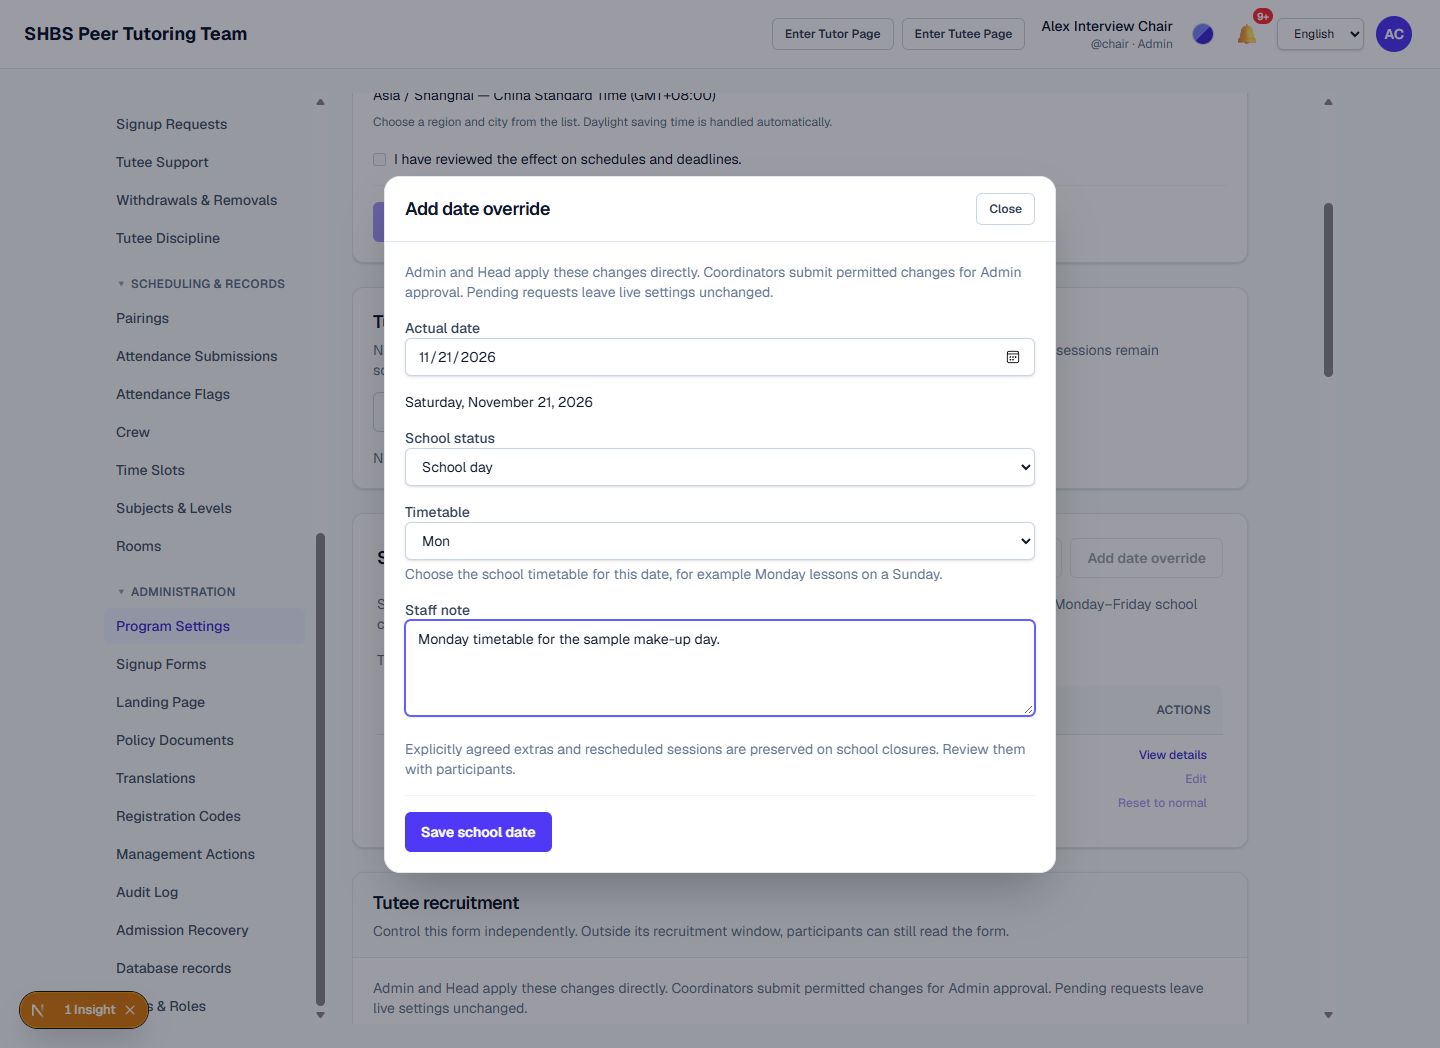 SHBS Peer Tutoring Team
Enter Tutor Page
Enter Tutee Page
Alex Interview Chair
@chair · Admin
9+
English
AC
Signup Requests
Tutee Support
Withdrawals & Removals
Tutee Discipline
SCHEDULING & RECORDS
Pairings
Attendance Submissions
Attendance Flags
Crew
Time Slots
Subjects & Levels
Rooms
ADMINISTRATION
Program Settings
Signup Forms
Landing Page
Policy Documents
Translations
Registration Codes
Management Actions
Audit Log
Admission Recovery
Database records
s & Roles
1 Insight
Asia / Shanghai — China Standard Time (GMT+08:00)
Choose a region and city from the list. Daylight saving time is handled automatically.
I have reviewed the effect on schedules and deadlines.
sessions remain
Add date override
Monday–Friday school
ACTIONS
View details
Edit
Reset to normal
Add date override
Close
Admin and Head apply these changes directly. Coordinators submit permitted changes for Admin
approval. Pending requests leave live settings unchanged.
Actual date
11/21/2026
Saturday, November 21, 2026
School status
School day
Timetable
Mon
Choose the school timetable for this date, for example Monday lessons on a Sunday.
Staff note
Monday timetable for the sample make-up day.
Explicitly agreed extras and rescheduled sessions are preserved on school closures. Review them
with participants.
Save school date
Tutee recruitment
Control this form independently. Outside its recruitment window, participants can still read the form.
Admin and Head apply these changes directly. Coordinators submit permitted changes for Admin approval. Pending requests leave
live settings unchanged.